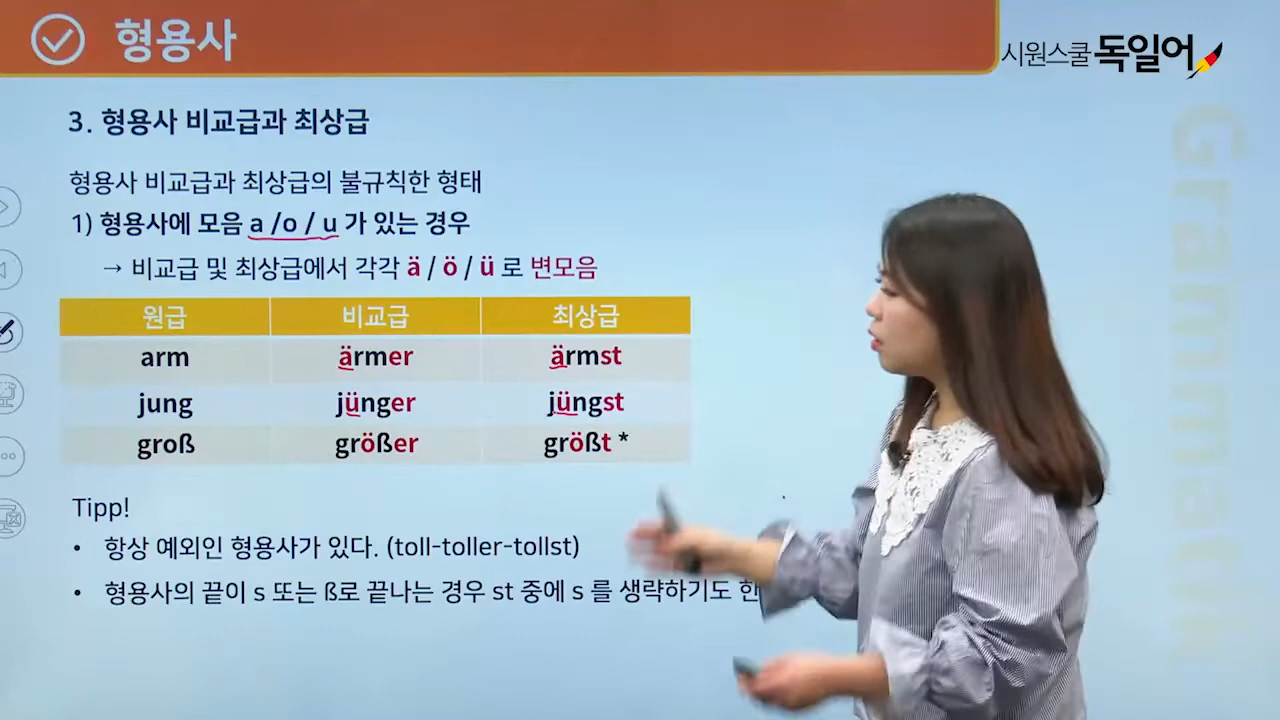 형용사
시원스쿨 독일어
3. 형용사 비교급과 최상급
형용사 비교급과 최상급의 불규칙한 형태
1) 형용사에 모음 a /o / u 가 있는 경우
→ 비교급 및 최상급에서 각각 ä / ö / ü 로 변모음
원급 비교급 최상급
arm ärmer ärmst
jung jünger jüngst
groß größer größt *
Tipp!
• 항상 예외인 형용사가 있다. (toll-toller-tollst)
• 형용사의 끝이 s 또는 ß로 끝나는 경우 st 중에 s 를 생략하기도 한
Grammatik